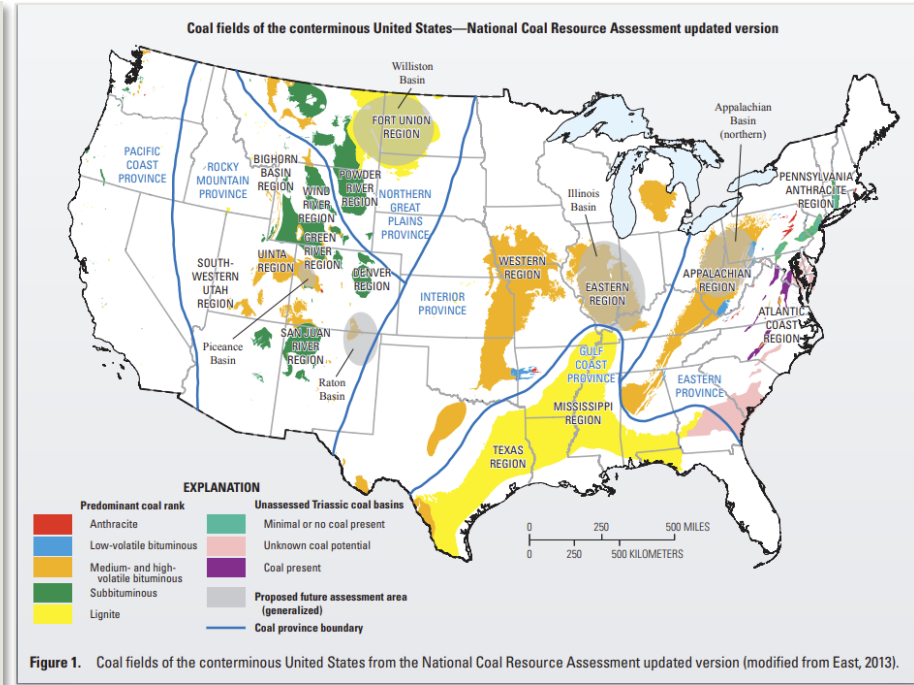 Coal fields of the conterminous United States—National Coal Resource Assessment updated version
Williston
Basin
FORT UNION
REGION
Appalachian
Basin
(northern)
PACIFIC
COAST
PROVINCE
ROCKY
MOUNTAIN
PROVINCE
BIGHORN
BASIN
REGION
POWDER
RIVER
REGION
WIND
RIVER
REGION
NORTHERN
GREAT
PLAINS
PROVINCE
Illinois
Basin
PENNSYLVANIA
ANTHRACITE
REGION
GREEN
RIVER
REGION
UINTA
REGION
SOUTH-
WESTERN
UTAH
REGION
DENVER
REGION
WESTERN
REGION
EASTERN
REGION
APPALACHIAN
REGION
INTERIOR
PROVINCE
ATLANTIC
COAST
REGION
Piceance
Basin
SAN JUAN
RIVER
REGION
Raton
Basin
GULF
COAST
PROVINCE
EASTERN
PROVINCE
MISSISSIPPI
REGION
TEXAS
REGION
EXPLANATION
Predominant coal rank
Anthracite
Low-volatile bituminous
Medium- and high-
volatile bituminous
Subbituminous
Lignite
Unassessed Triassic coal basins
Minimal or no coal present
Unknown coal potential
Coal present
Proposed future assessment area
(generalized)
Coal province boundary
0 250 500 MILES
0 250 500 KILOMETERS
Figure 1. Coal fields of the conterminous United States from the National Coal Resource Assessment updated version (modified from East, 2013).